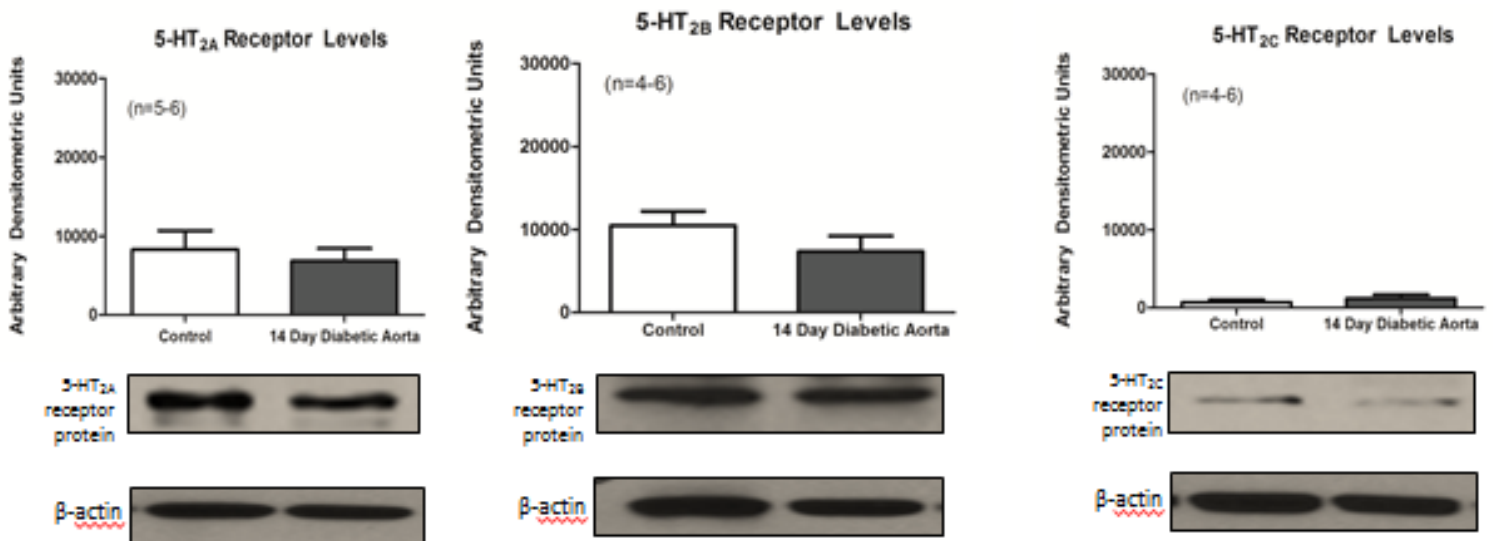 5-HT2A Receptor Levels
Arbitrary Densitometric Units
30000
20000
10000
0
(n=5-6)
Control
14 Day Diabetic Aorta
5-HT2A
receptor
protein
β-actin
5-HT2B Receptor Levels
Arbitrary Densitometric Units
30000
20000
10000
0
(n=4-6)
Control
14 Day Diabetic Aorta
5-HT2B
receptor
protein
β-actin
5-HT2C Receptor Levels
Arbitrary Densitometric Units
30000
20000
10000
0
(n=4-6)
Control
14 Day Diabetic Aorta
5-HT2C
receptor
protein
β-actin